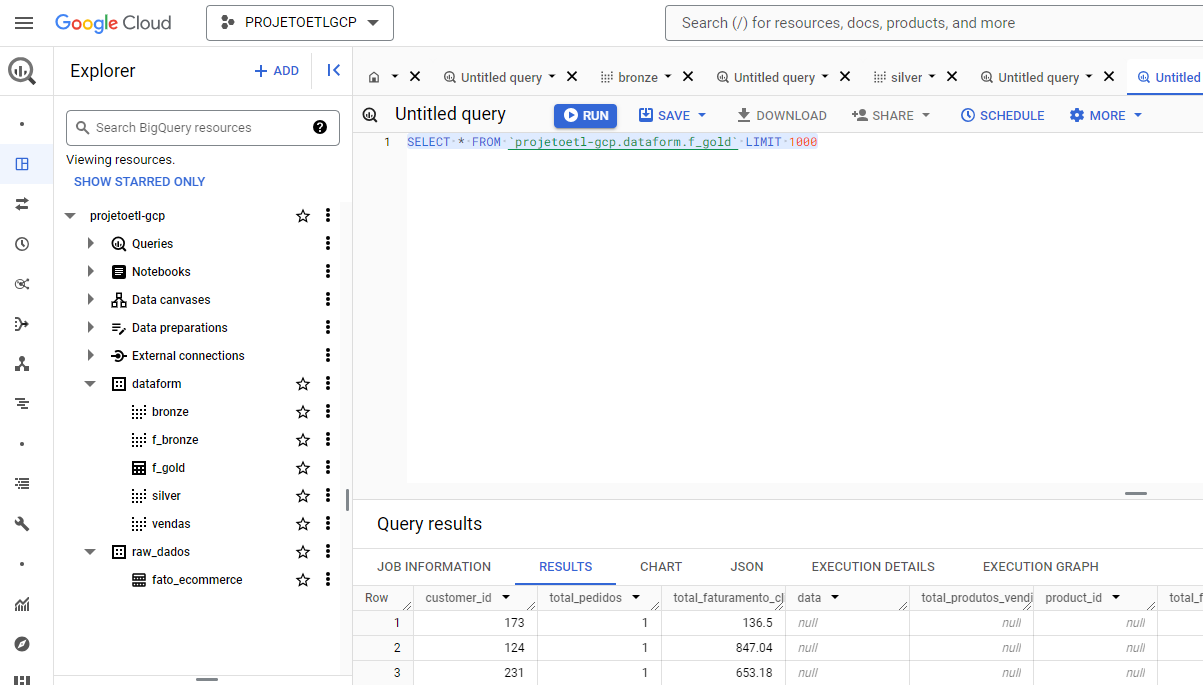 Google Cloud
PROJETOETLGCP
Search (/) for resources, docs, products, and more
Explorer
+ ADD
Untitled query
bronze
Untitled query
silver
Untitled query
Untitled
Search BigQuery resources
Viewing resources.
SHOW STARRED ONLY
projetoetl-gcp
Queries
Notebooks
Data canvases
Data preparations
External connections
dataform
bronze
f_bronze
f_gold
silver
vendas
raw_dados
fato_ecommerce
Untitled query
RUN
SAVE
DOWNLOAD
SHARE
SCHEDULE
MORE
1 SELECT * FROM `projetoetl-gcp.dataform.f_gold` LIMIT 1000
Query results
JOB INFORMATION RESULTS CHART JSON EXECUTION DETAILS EXECUTION GRAPH
Row customer_id total_pedidos total_faturamento_cli data total_produtos_vendi product_id total_f
1 173 1 136.5 null null null
2 124 1 847.04 null null null
3 231 1 653.18 null null null